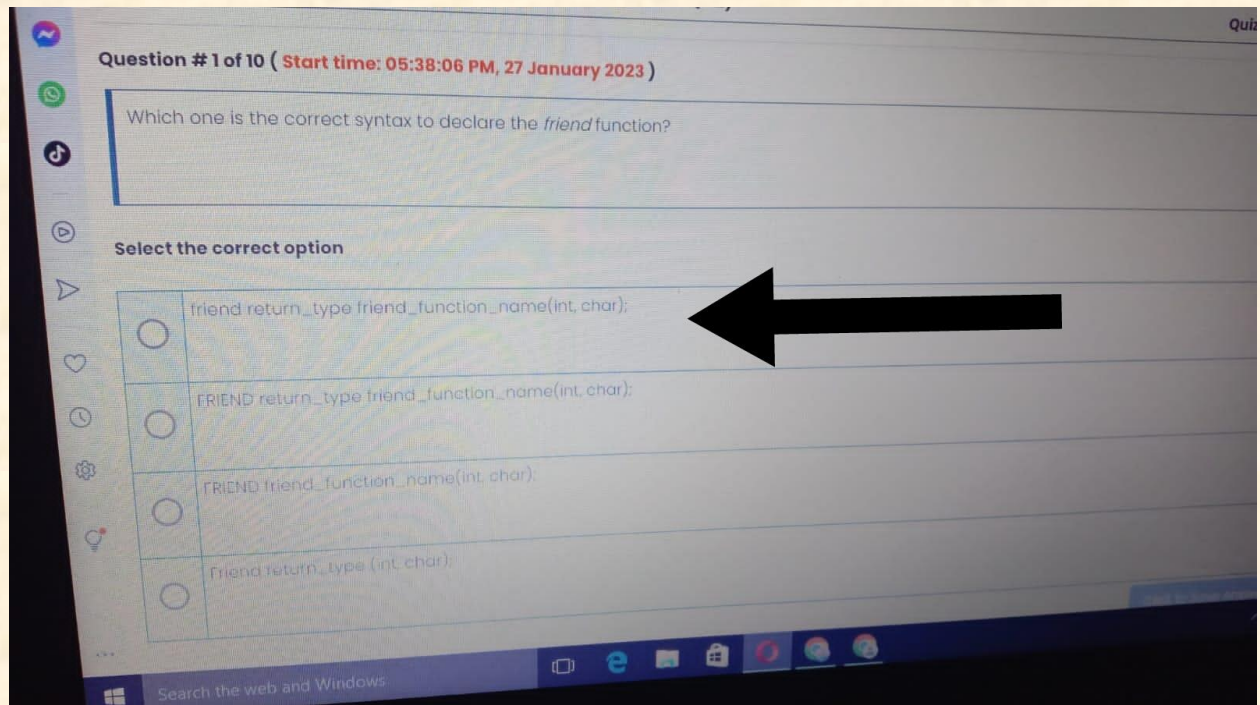 Quiz
Question # 1 of 10 ( Start time: 05:38:06 PM, 27 January 2023 )
Which one is the correct syntax to declare the friend function?
Select the correct option
friend return_type friend_function_name(int, char);
FRIEND return_type friend_function_name(int, char);
FRIEND friend_function_name(int, char);
Friend return_type (int, char);
Search the web and Windows